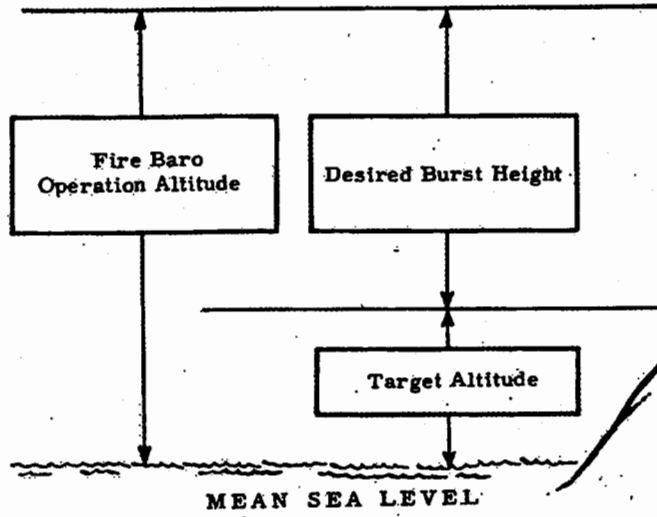 Fire Baro
Operation Altitude
Desired Burst Height
Target Altitude
MEAN SEA LEVEL